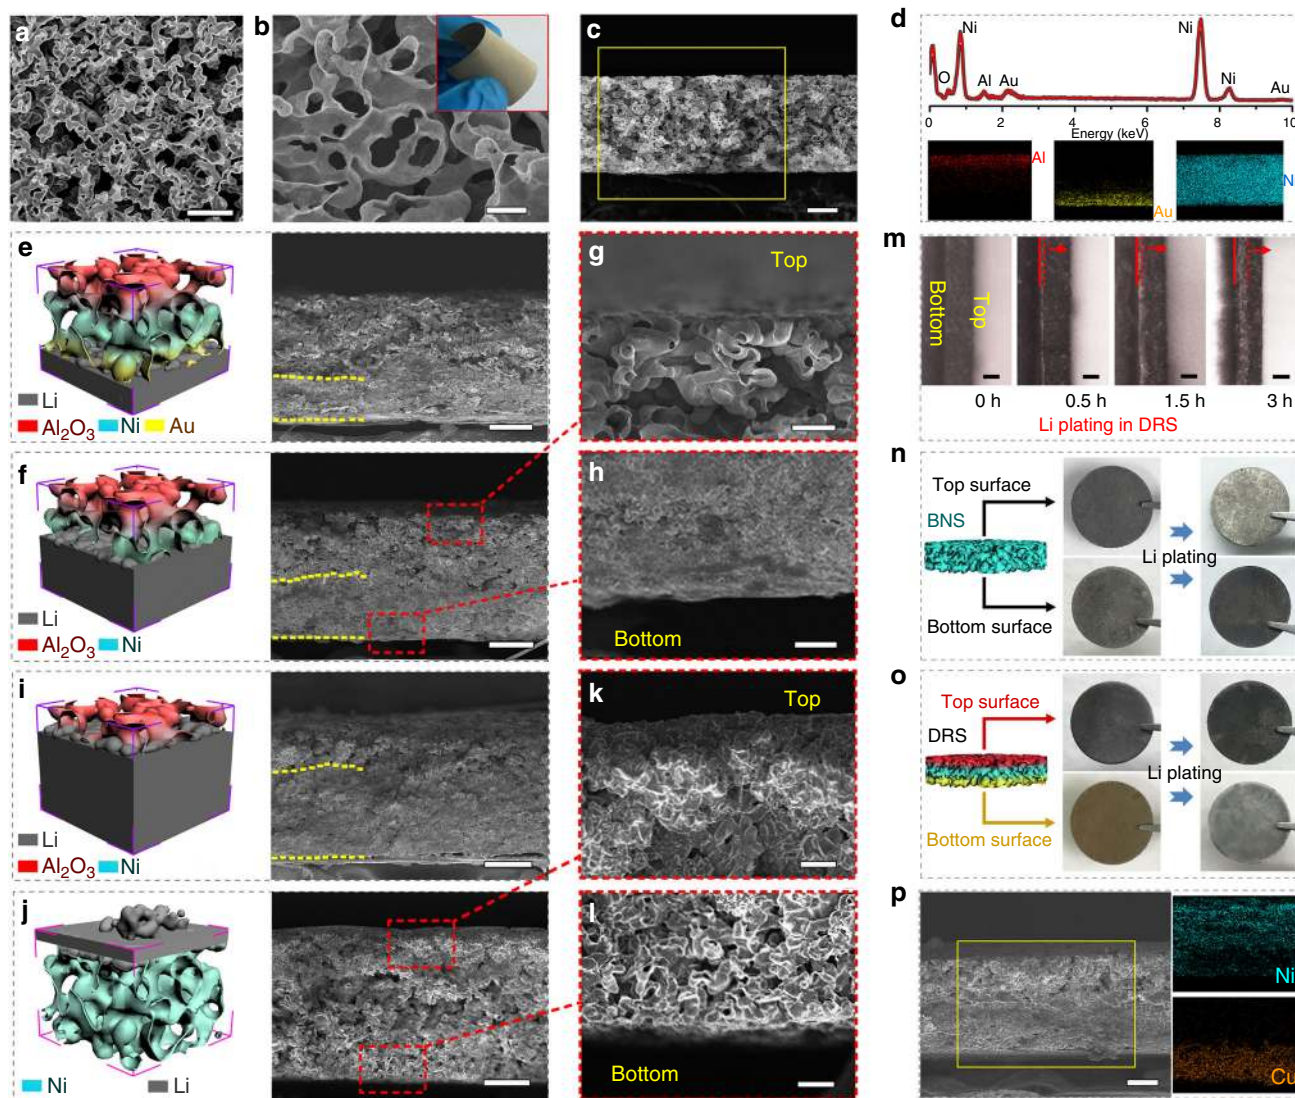 a
b
c
d
Ni
O
Al
Au
Ni
Ni
Au
0
2
4
6
8
10
Energy (keV)
Al
Au
e
Li
Al₂O₃
Ni
Au
g
Top
m
Bottom
Top
0 h
0.5 h
1.5 h
3 h
Li plating in DRS
f
Li
Al₂O₃
Ni
h
Bottom
n
Top surface
BNS
Li plating
Bottom surface
i
Li
Al₂O₃
Ni
k
Top
o
Top surface
DRS
Li plating
Bottom surface
j
Ni
Li
l
Bottom
p
Ni
Cu